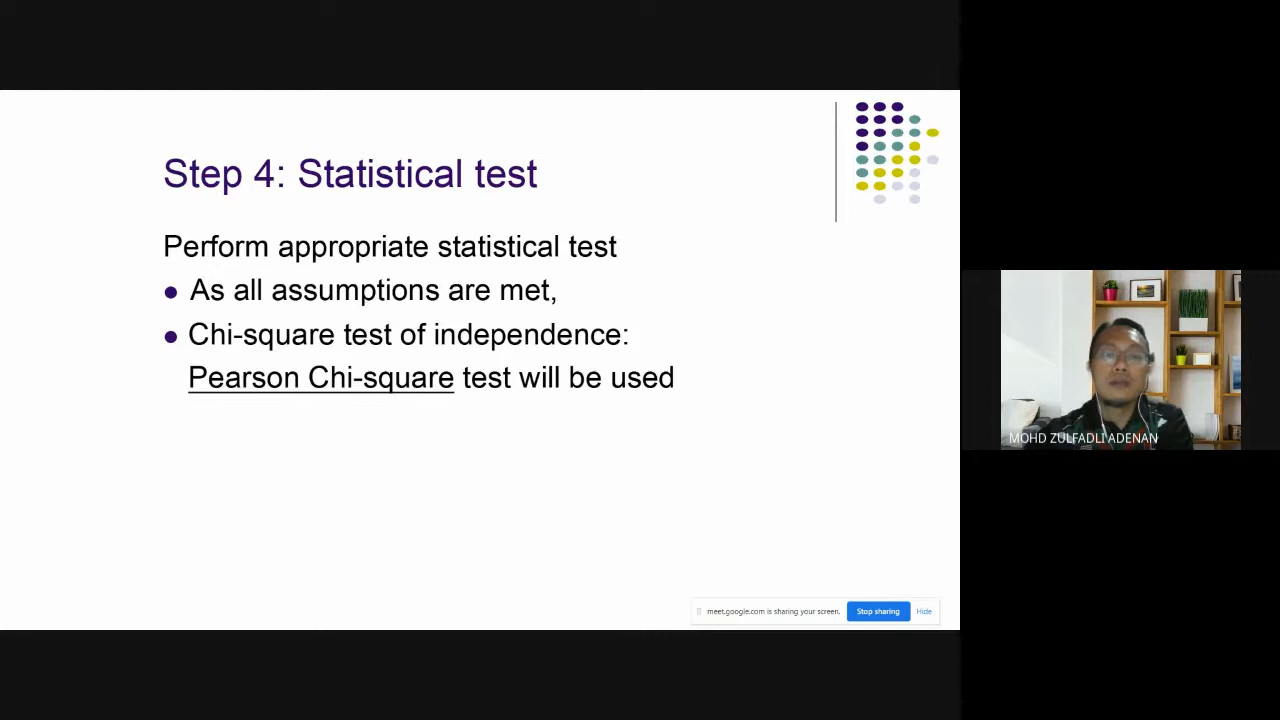 Step 4: Statistical test
Perform appropriate statistical test
As all assumptions are met,
Chi-square test of independence:
Pearson Chi-square test will be used
meet.google.com is sharing your screen.
Stop sharing
Hide
MOHD ZULFADLI ADENAN